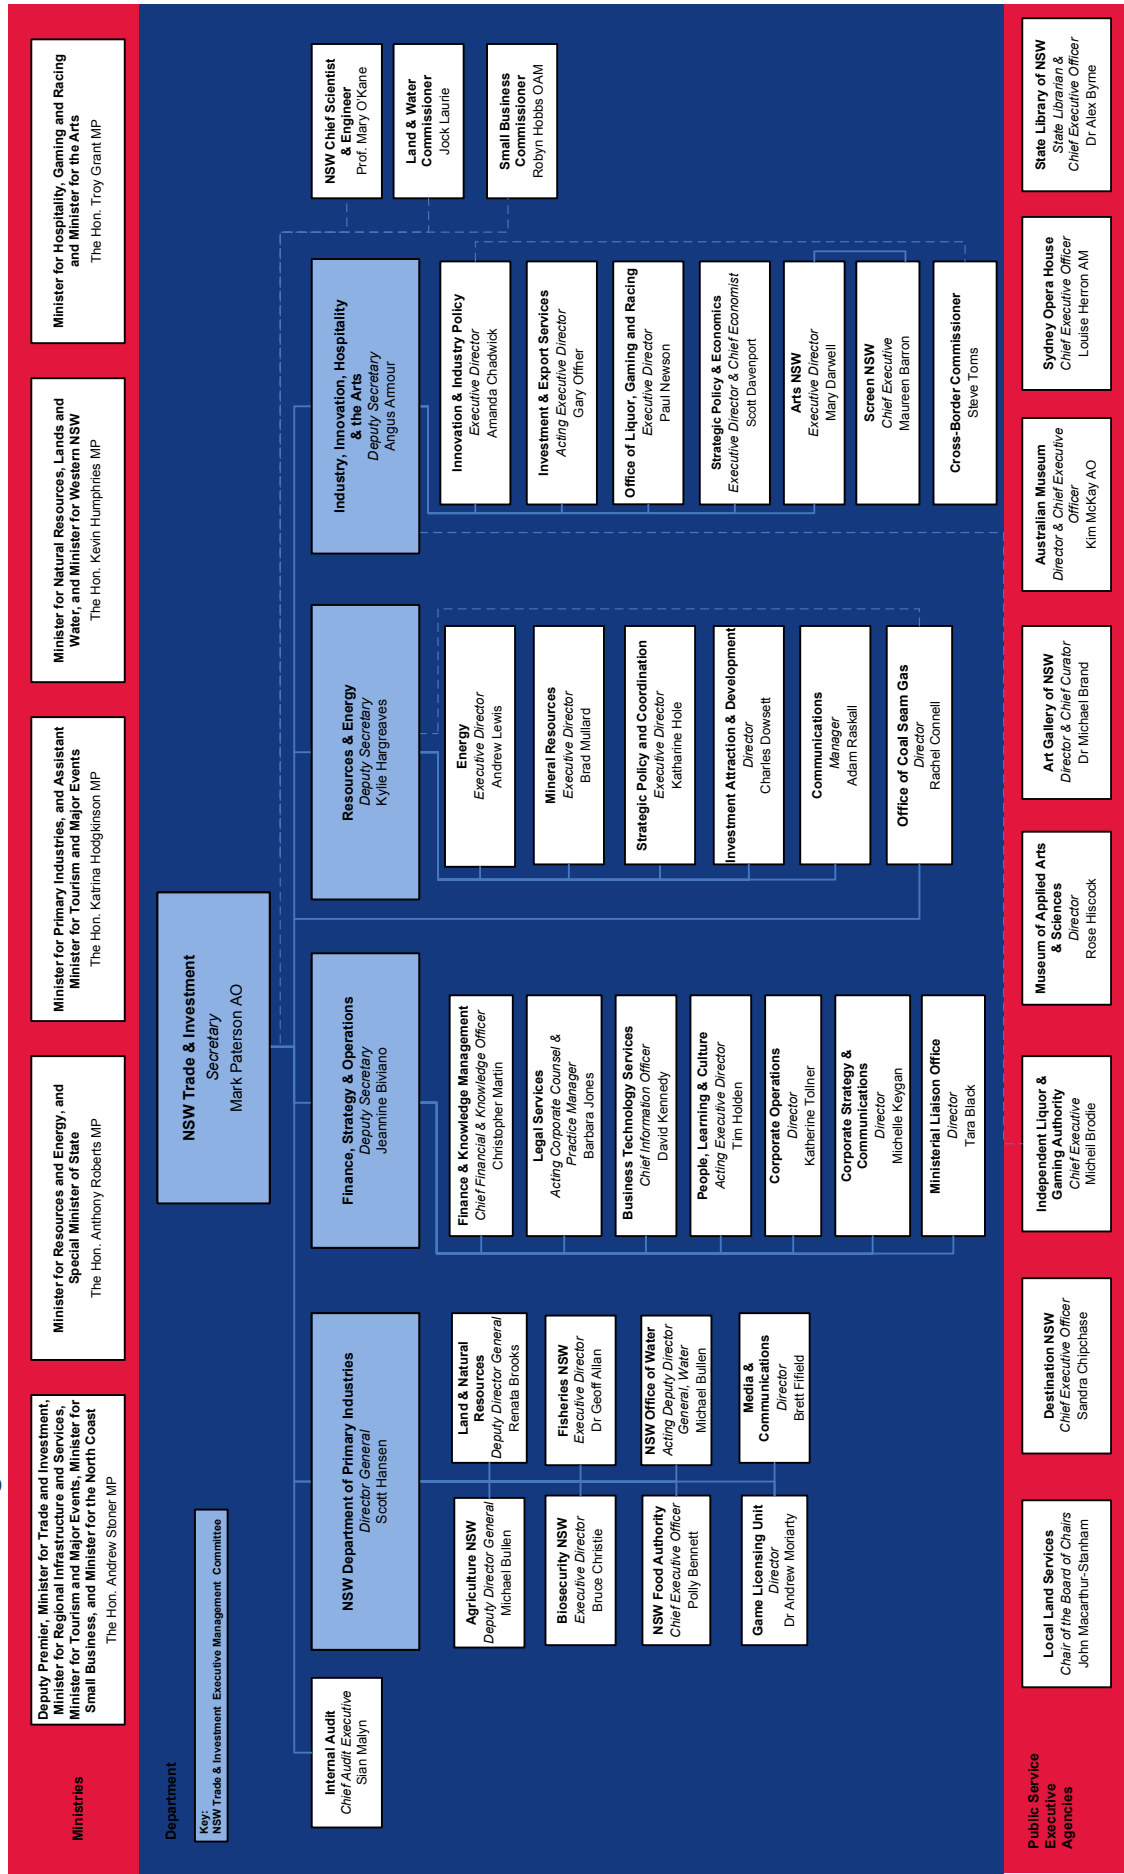 Ministries
Deputy Premier, Minister for Trade and Investment,
Minister for Regional Infrastructure and Services,
Minister for Tourism and Major Events, Minister for
Small Business, and Minister for the North Coast
The Hon. Andrew Stoner MP
Minister for Resources and Energy, and
Special Minister of State
The Hon. Anthony Roberts MP
Minister for Primary Industries, and Assistant
Minister for Tourism and Major Events
The Hon. Katrina Hodgkinson MP
Minister for Natural Resources, Lands and
Water, and Minister for Western NSW
The Hon. Kevin Humphries MP
Minister for Hospitality, Gaming and Racing
and Minister for the Arts
The Hon. Troy Grant MP
Department
Key:
NSW Trade & Investment Executive Management Committee
NSW Trade & Investment
Secretary
Mark Paterson AO
NSW Chief Scientist
& Engineer
Prof. Mary O'Kane
Land & Water
Commissioner
Jock Laurie
Small Business
Commissioner
Robyn Hobbs OAM
Internal Audit
Chief Audit Executive
Sian Malyn
NSW Department of Primary Industries
Director General
Scott Hansen
Agriculture NSW
Deputy Director General
Michael Bullen
Land & Natural
Resources
Deputy Director General
Renata Brooks
Biosecurity NSW
Executive Director
Bruce Christie
Fisheries NSW
Executive Director
Dr Geoff Allan
NSW Food Authority
Chief Executive Officer
Polly Bennett
NSW Office of Water
Acting Deputy Director
General, Water
Michael Bullen
Game Licensing Unit
Director
Dr Andrew Moriarty
Media &
Communications
Director
Brett Fifield
Finance, Strategy & Operations
Deputy Secretary
Jeannine Biviano
Finance & Knowledge Management
Chief Financial & Knowledge Officer
Christopher Martin
Legal Services
Acting Corporate Counsel &
Practice Manager
Barbara Jones
Business Technology Services
Chief Information Officer
David Kennedy
People, Learning & Culture
Acting Executive Director
Tim Holden
Corporate Operations
Director
Katherine Tollner
Corporate Strategy &
Communications
Director
Michelle Keygan
Ministerial Liaison Office
Director
Tara Black
Resources & Energy
Deputy Secretary
Kylie Hargreaves
Energy
Executive Director
Andrew Lewis
Mineral Resources
Executive Director
Brad Mullard
Strategic Policy and Coordination
Executive Director
Katharine Hole
Investment Attraction & Development
Director
Charles Dowsett
Communications
Manager
Adam Raskall
Office of Coal Seam Gas
Director
Rachel Connell
Industry, Innovation, Hospitality
& the Arts
Deputy Secretary
Angus Armour
Innovation & Industry Policy
Executive Director
Amanda Chadwick
Investment & Export Services
Acting Executive Director
Gary Offner
Office of Liquor, Gaming and Racing
Executive Director
Paul Newson
Strategic Policy & Economics
Executive Director & Chief Economist
Scott Davenport
Arts NSW
Executive Director
Mary Darwell
Screen NSW
Chief Executive
Maureen Barron
Cross-Border Commissioner
Steve Toms
Public Service
Executive
Agencies
Local Land Services
Chair of the Board of Chairs
John Macarthur-Stanham
Destination NSW
Chief Executive Officer
Sandra Chipchase
Independent Liquor &
Gaming Authority
Chief Executive
Micheil Brodie
Museum of Applied Arts
& Sciences
Director
Rose Hiscock
Art Gallery of NSW
Director & Chief Curator
Dr Michael Brand
Australian Museum
Director & Chief Executive
Officer
Kim McKay AO
Sydney Opera House
Chief Executive Officer
Louise Herron AM
State Library of NSW
State Librarian &
Chief Executive Officer
Dr Alex Byrne